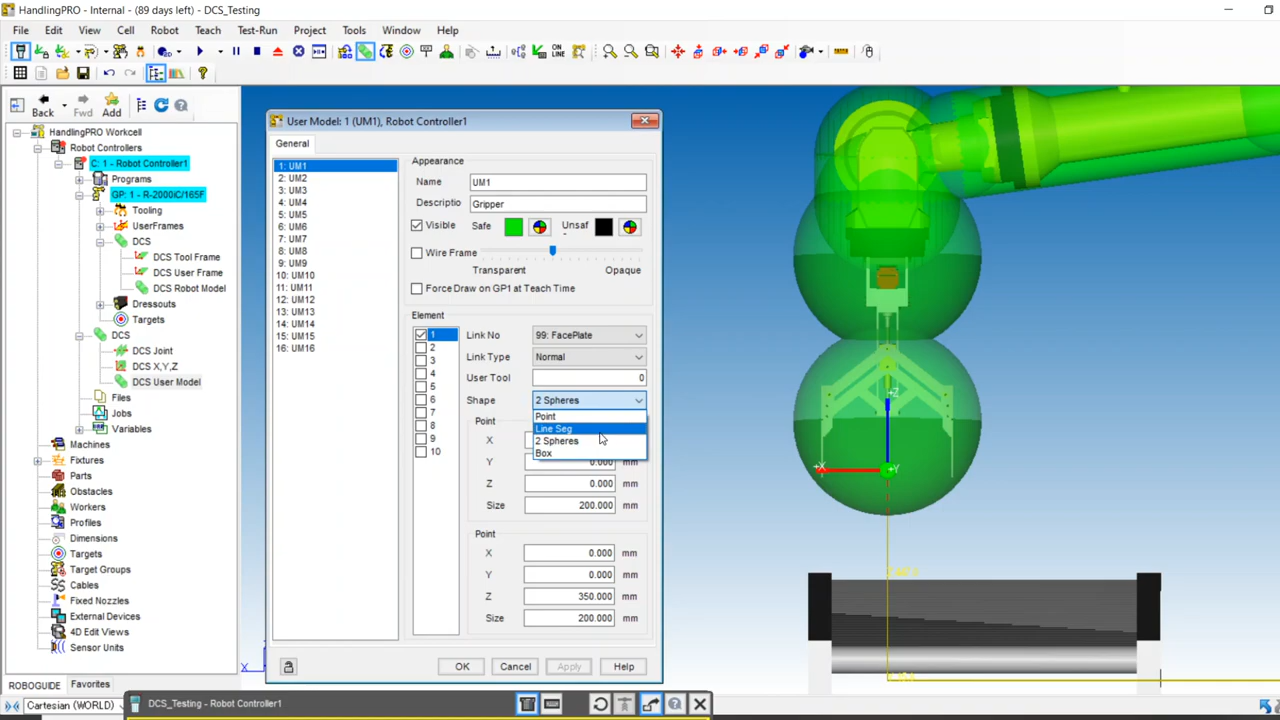 HandlingPRO - Internal - (89 days left) - DCS_Testing
File Edit View Cell Robot Teach Test-Run Project Tools Window Help
ON LINE
Back Fwd Add
HandlingPRO Workcell
Robot Controllers
C: 1 - Robot Controller1
Programs
GP: 1 - R-2000iC/165F
Tooling
UserFrames
DCS
DCS Tool Frame
DCS User Frame
DCS Robot Model
Dressouts
Targets
DCS
DCS Joint
DCS X,Y,Z
DCS User Model
Files
Jobs
Variables
Machines
Fixtures
Parts
Obstacles
Workers
Profiles
Dimensions
Targets
Target Groups
Cables
Fixed Nozzles
External Devices
4D Edit Views
Sensor Units
ROBOGUIDE Favorites
Cartesian (WORLD)
User Model: 1 (UM1), Robot Controller1
General
1: UM1
2: UM2
3: UM3
4: UM4
5: UM5
6: UM6
7: UM7
8: UM8
9: UM9
10: UM10
11: UM11
12: UM12
13: UM13
14: UM14
15: UM15
16: UM16
Appearance
Name UM1
Descriptio Gripper
Visible Safe Unsaf
Wire Frame
Transparent Opaque
Force Draw on GP1 at Teach Time
Element
1
2
3
4
5
6
7
8
9
10
Link No 99: FacePlate
Link Type Normal
User Tool 0
Shape 2 Spheres
Point
Line Seg
2 Spheres
Box
Point
X mm
Y 0.000 mm
Z 0.000 mm
Size 200.000 mm
Point
X 0.000 mm
Y 0.000 mm
Z 350.000 mm
Size 200.000 mm
OK Cancel Apply Help
+Z
+X
+Y
X
DCS_Testing - Robot Controller1